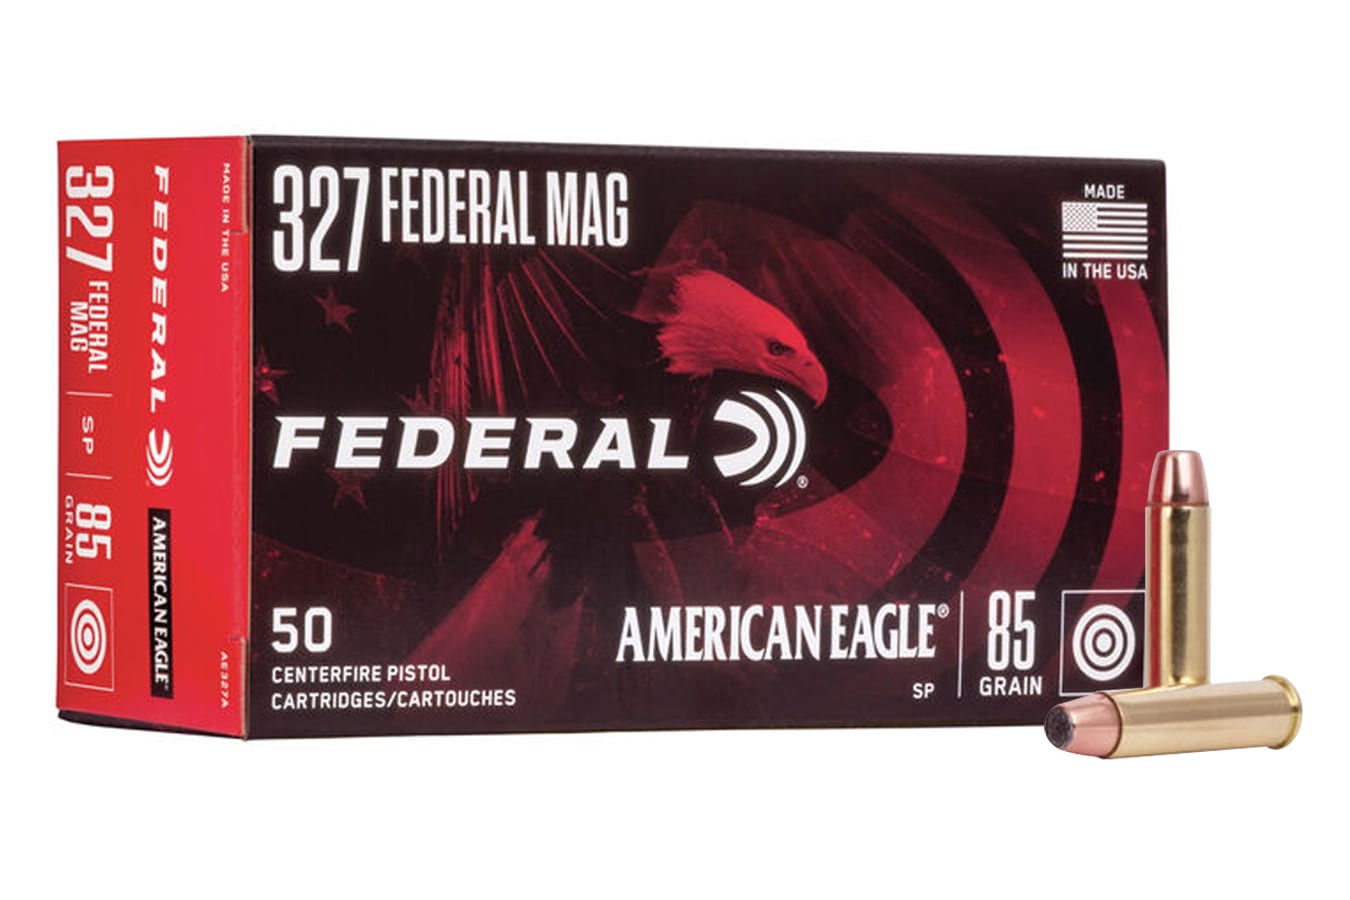 327 FEDERAL MAG
MADE
IN THE USA
FEDERAL®
50
CENTERFIRE PISTOL
CARTRIDGES/CARTOUCHES
AMERICAN EAGLE®
SP
85
GRAIN
327 FEDERAL MAG
SP
85 GRAIN
FEDERAL
AMERICAN EAGLE®
MADE IN THE USA
AE327A